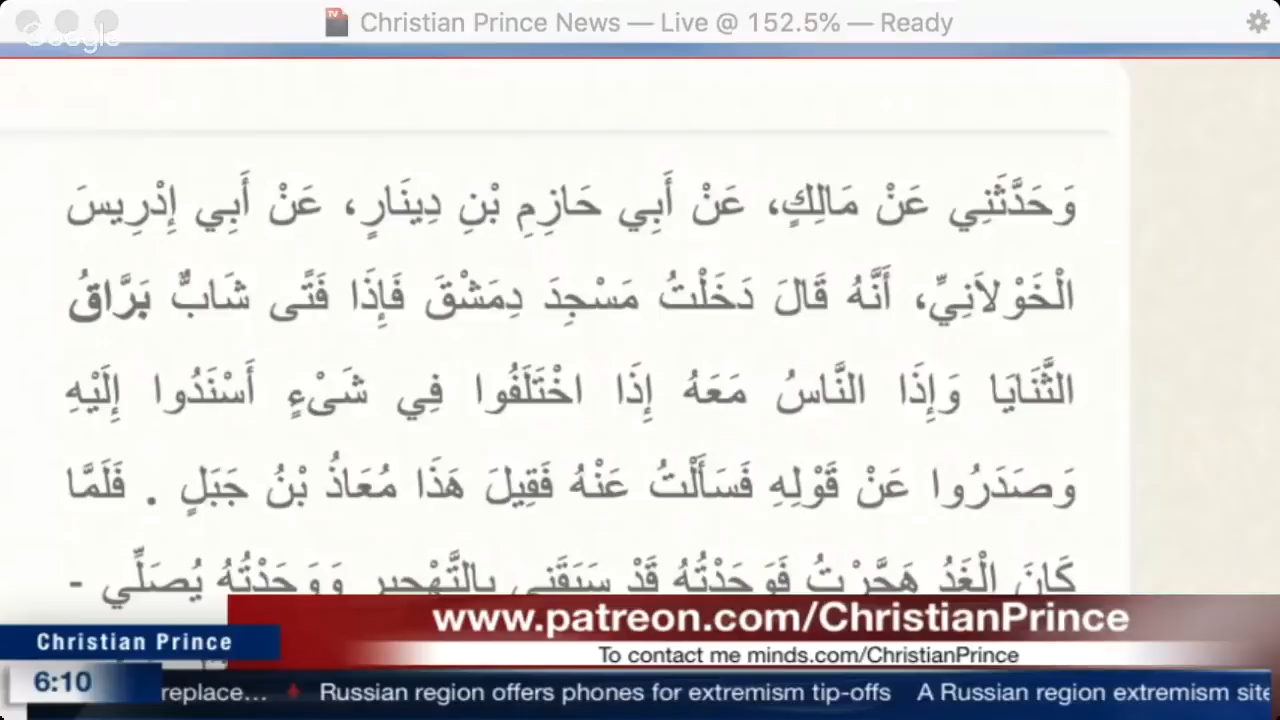 Christian Prince News — Live @ 152.5% — Ready
Google
وَحَدَّثَنِي عَنْ مَالِكٍ، عَنْ أَبِي حَازِمِ بْنِ دِينَارٍ، عَنْ أَبِي إِدْرِيسَ
الْخَوْلاَنِيِّ، أَنَّهُ قَالَ دَخَلْتُ مَسْجِدَ دِمَشْقَ فَإِذَا فَتًى شَابٌّ بَرَّاقُ
الثَّنَايَا وَإِذَا النَّاسُ مَعَهُ إِذَا اخْتَلَفُوا فِي شَىْءٍ أَسْنَدُوا إِلَيْهِ
وَصَدَرُوا عَنْ قَوْلِهِ فَسَأَلْتُ عَنْهُ فَقِيلَ هَذَا مُعَاذُ بْنُ جَبَلٍ . فَلَمَّا
كَانَ الْغَدُ هَجَّرْتُ فَوَجَدْتُهُ قَدْ سَبَقَنِي بِالتَّهْجِيرِ وَوَجَدْتُهُ يُصَلِّي -
www.patreon.com/ChristianPrince
Christian Prince
To contact me minds.com/ChristianPrince
6:10
replace... Russian region offers phones for extremism tip-offs A Russian region extremism site